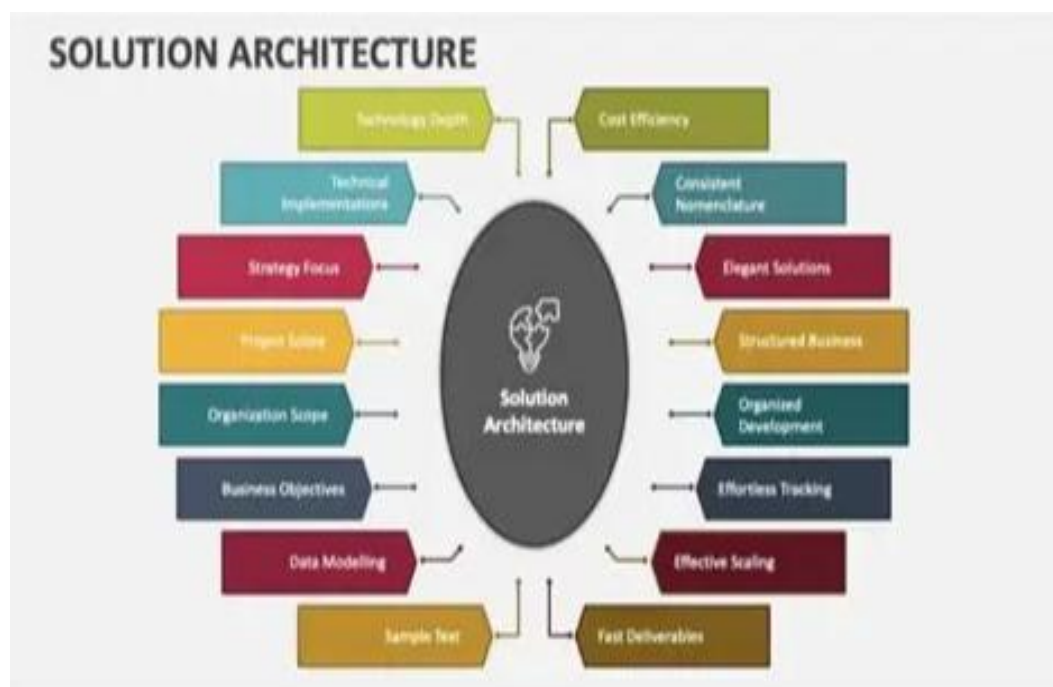 SOLUTION ARCHITECTURE
Technology Depth
Cost Efficiency
Technical
Implementations
Consistent
Nomenclature
Strategy Focus
Elegant Solutions
Project Scope
Structured Business
Solution
Architecture
Organization Scope
Organized
Development
Business Objectives
Effortless Tracking
Data Modelling
Effective Scaling
Sample Text
Fast Deliverables